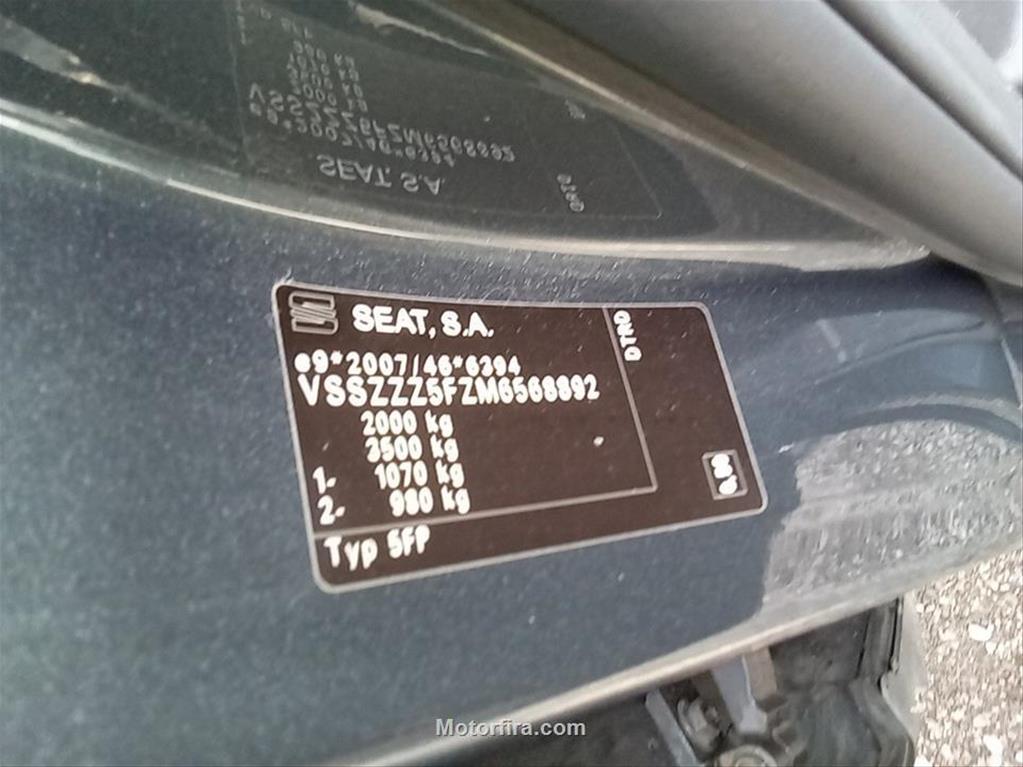 SEAT, S.A.
e9*2007/46*6394
VSSZZZ5FZM6568892
2000 kg
3500 kg
1- 1070 kg
2- 980 kg
Typ 5FP
DTRD
Motorfira.com